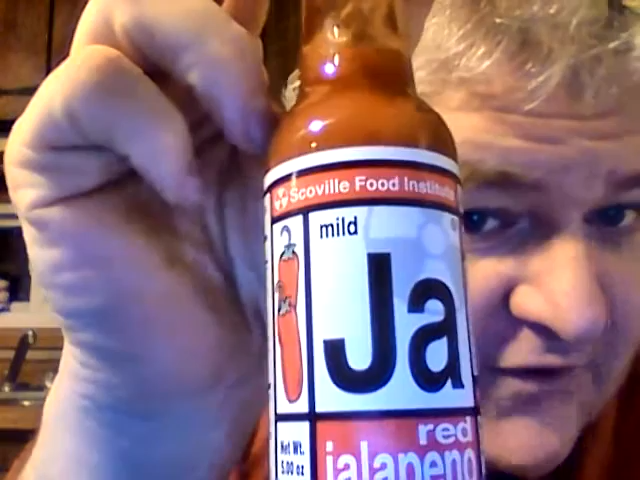 Scoville Food Institute
mild
Ja
red
jalapeno
Net Wt.
5.00 oz